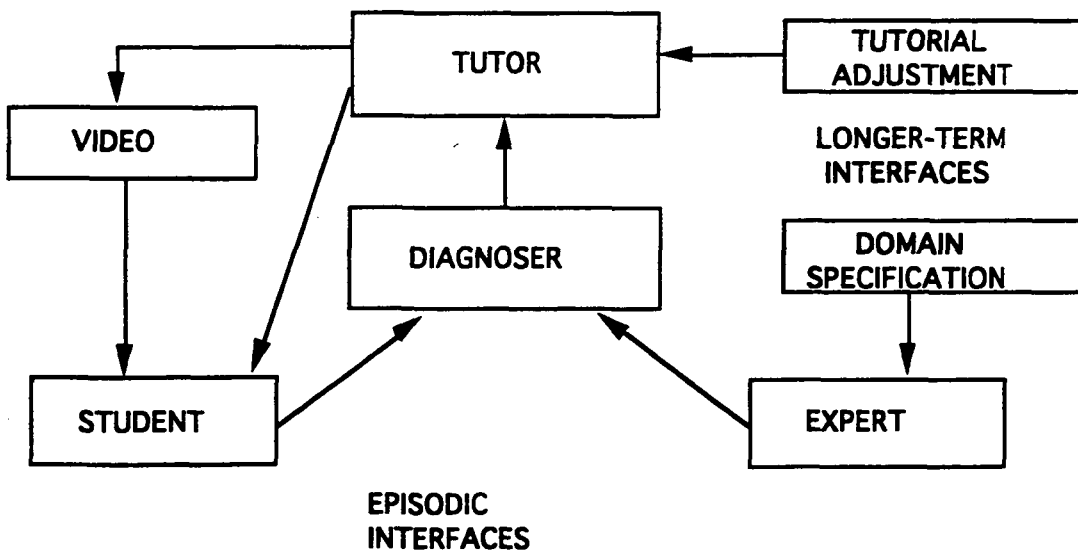 TUTOR
TUTORIAL
ADJUSTMENT
VIDEO
LONGER-TERM
INTERFACES
DIAGNOSER
DOMAIN
SPECIFICATION
STUDENT
EXPERT
EPISODIC
INTERFACES